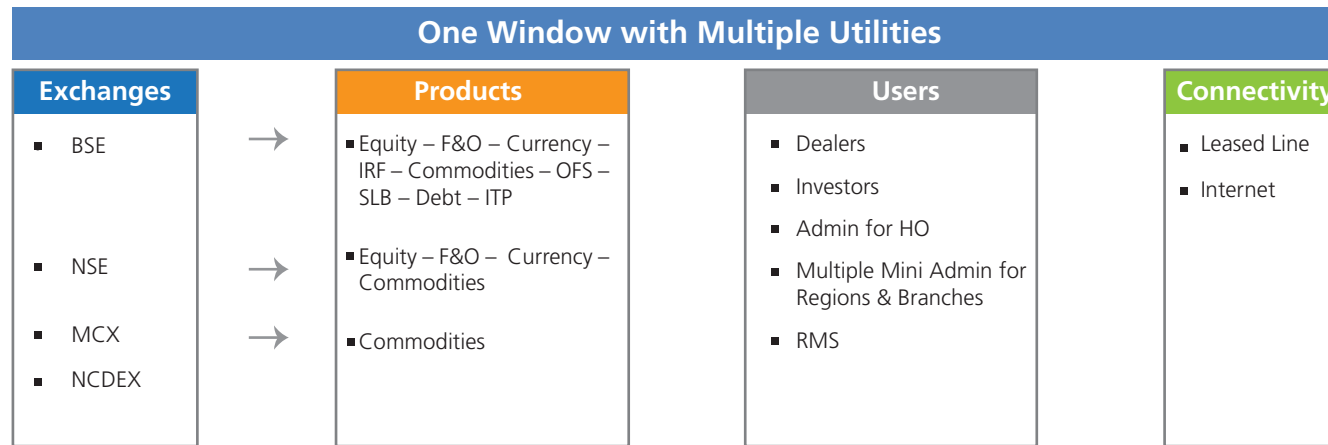 One Window with Multiple Utilities
Exchanges
BSE
NSE
MCX
NCDEX
Products
Equity – F&O – Currency –
IRF – Commodities – OFS –
SLB – Debt – ITP
Equity – F&O – Currency –
Commodities
Commodities
Users
Dealers
Investors
Admin for HO
Multiple Mini Admin for
Regions & Branches
RMS
Connectivity
Leased Line
Internet